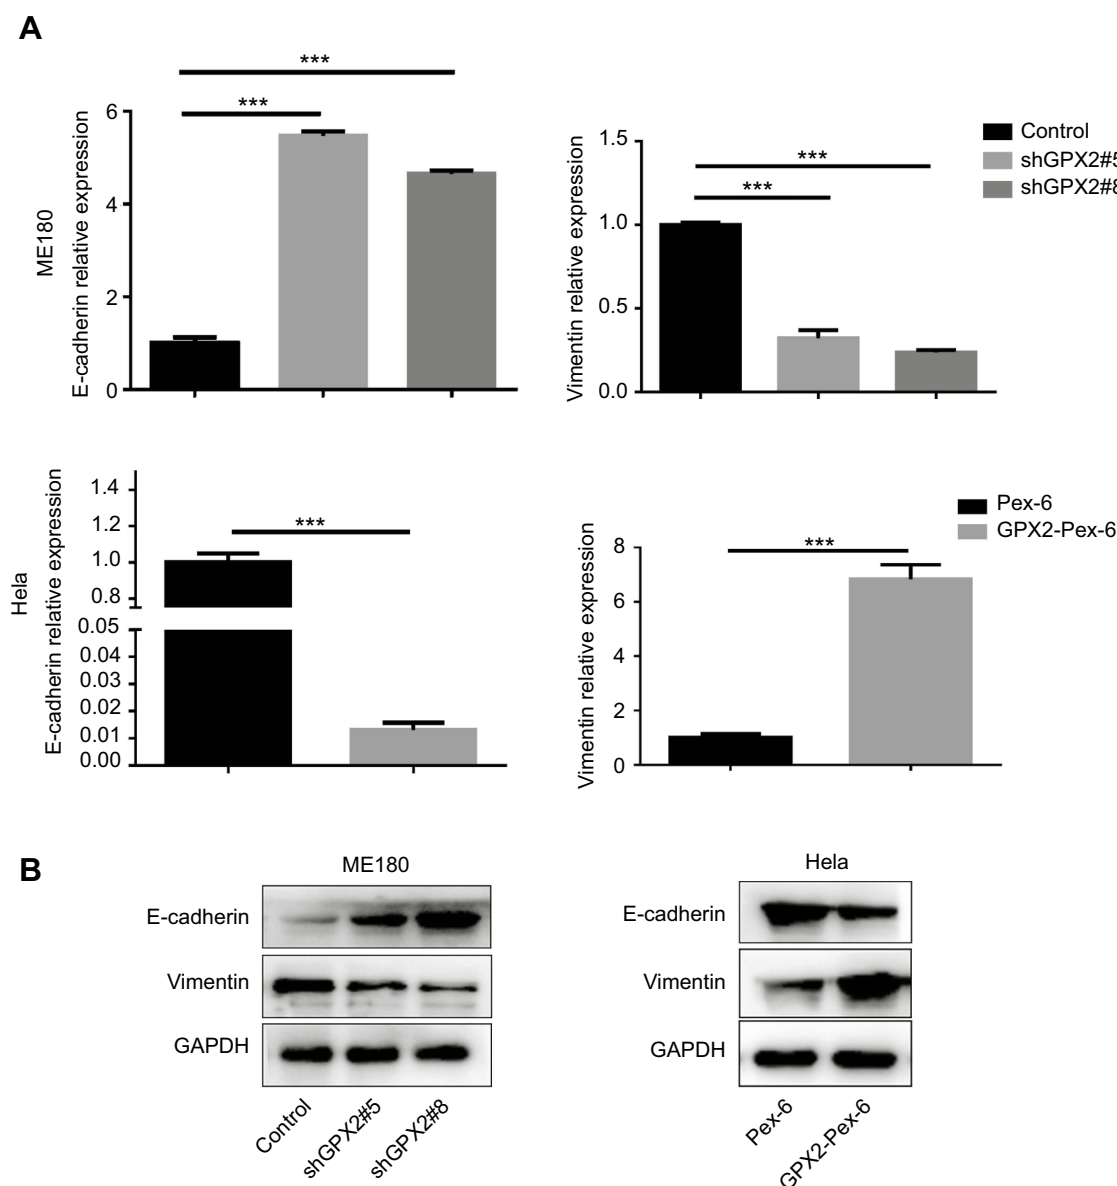 A
ME180
E-cadherin relative expression
6
4
2
0
***
***
Vimentin relative expression
1.5
1.0
0.5
0.0
***
***
Control
shGPX2#5
shGPX2#8
Hela
E-cadherin relative expression
1.4
1.2
1.0
0.8
0.05
0.04
0.03
0.02
0.01
0.00
***
Vimentin relative expression
8
6
4
2
0
***
Pex-6
GPX2-Pex-6
B
ME180
E-cadherin
Vimentin
GAPDH
Control
shGPX2#5
shGPX2#8
Hela
E-cadherin
Vimentin
GAPDH
Pex-6
GPX2-Pex-6